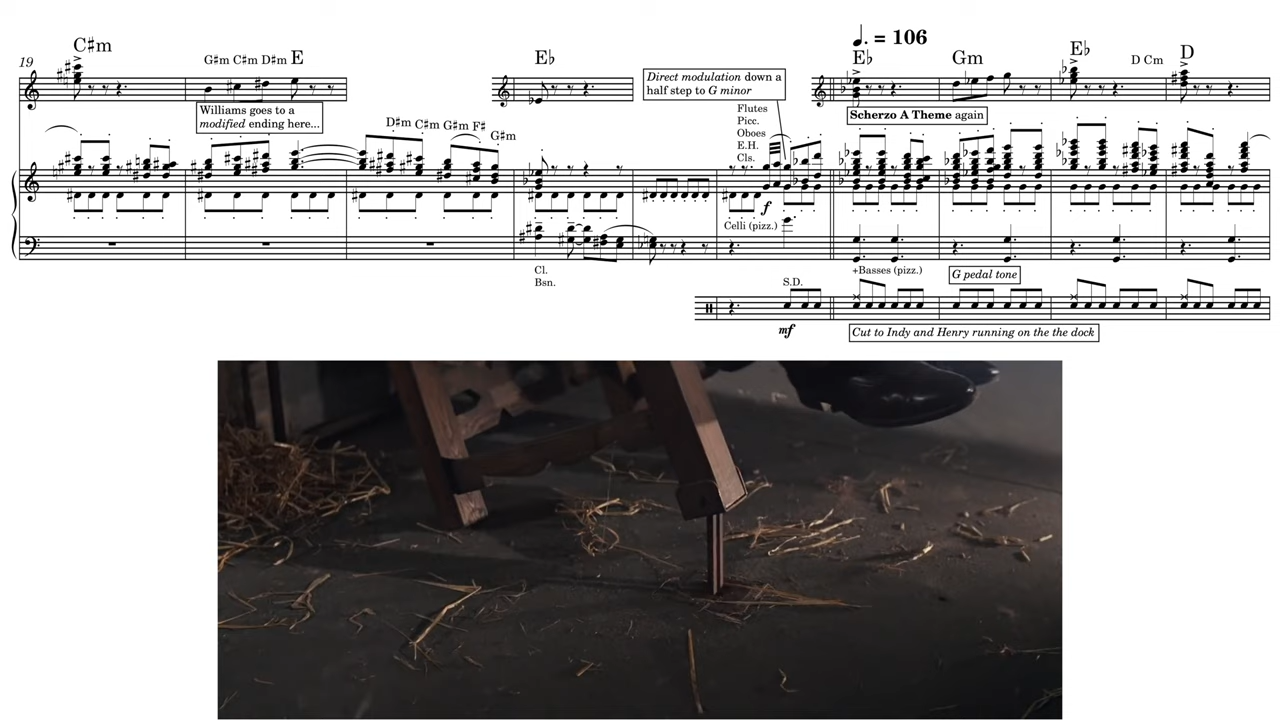 19
C♯m
G♯m C♯m D♯m E
E♭
♩. = 106
E♭
Gm
E♭
D Cm
D
Direct modulation down a
half step to G minor
Williams goes to a
modified ending here...
Scherzo A Theme again
D♯m C♯m G♯m F♯
G♯m
Flutes
Picc.
Oboes
E.H.
Cls.
f
Celli (pizz.)
Cl.
Bsn.
+Basses (pizz.)
G pedal tone
S.D.
mf
Cut to Indy and Henry running on the the dock